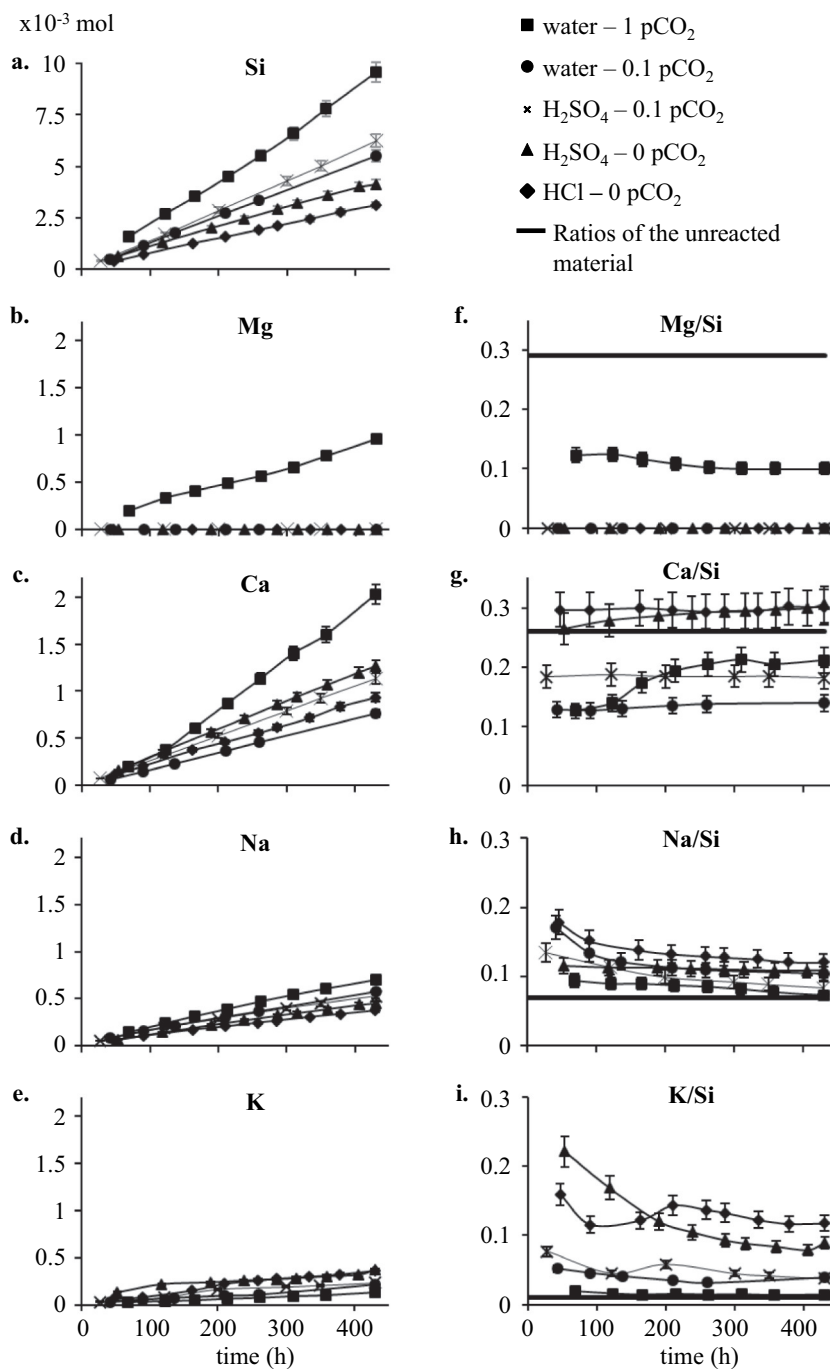 x10⁻³ mol
water – 1 pCO₂
water – 0.1 pCO₂
H₂SO₄ – 0.1 pCO₂
H₂SO₄ – 0 pCO₂
HCl – 0 pCO₂
Ratios of the unreacted
material
a. Si
10
7.5
5
2.5
0
b. Mg
2
1.5
1
0.5
0
f. Mg/Si
0.3
0.2
0.1
0
c. Ca
2
1.5
1
0.5
0
g. Ca/Si
0.3
0.2
0.1
0
d. Na
2
1.5
1
0.5
0
h. Na/Si
0.3
0.2
0.1
0
e. K
2
1.5
1
0.5
0
0 100 200 300 400
time (h)
i. K/Si
0.3
0.2
0.1
0
0 100 200 300 400
time (h)